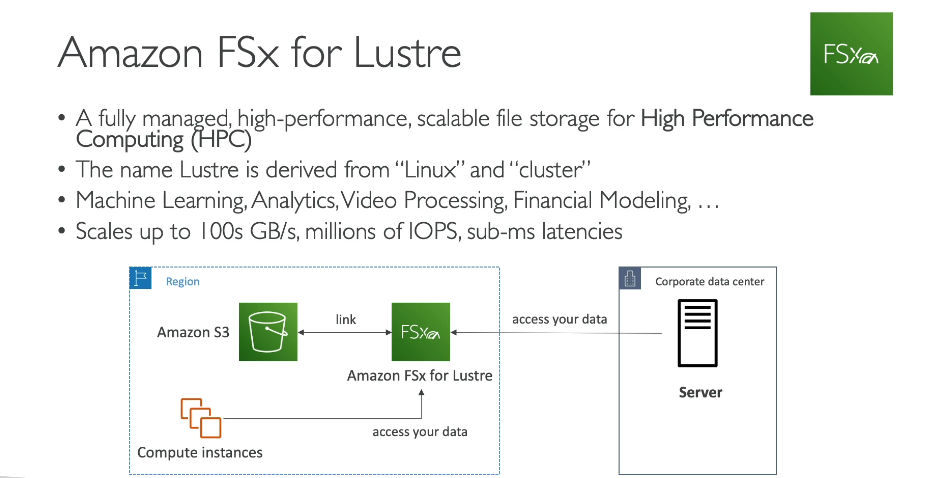 Amazon FSx for Lustre
FSx
• A fully managed, high-performance, scalable file storage for High Performance
Computing (HPC)
• The name Lustre is derived from “Linux” and “cluster”
• Machine Learning, Analytics, Video Processing, Financial Modeling, …
• Scales up to 100s GB/s, millions of IOPS, sub-ms latencies
Region
Corporate data center
Amazon S3
link
FSx
access your data
Amazon FSx for Lustre
Server
access your data
Compute instances